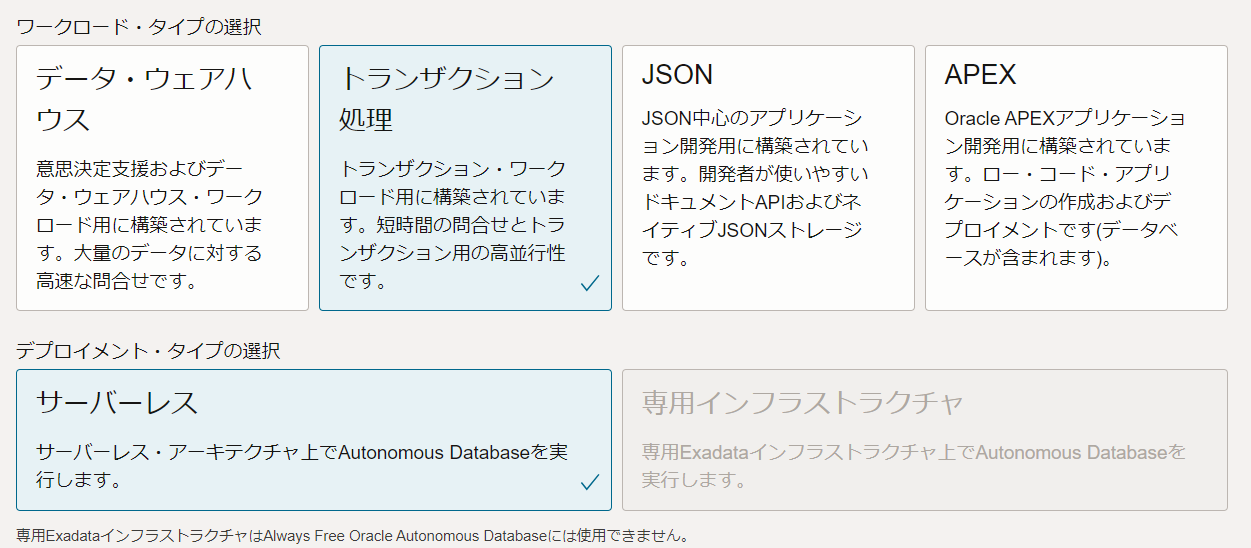 ワークロード・タイプの選択
データ・ウェアハ
ウス
意思決定支援およびデー
タ・ウェアハウス・ワーク
ロード用に構築されていま
す。大量のデータに対する
高速な問合せです。
トランザクション
処理
トランザクション・ワーク
ロード用に構築されていま
す。短時間の問合せとトラ
ンザクション用の高並行性
です。
JSON
JSON中心のアプリケーシ
ョン開発用に構築されてい
ます。開発者が使いやすい
ドキュメントAPIおよびネ
イティブJSONストレージ
です。
APEX
Oracle APEXアプリケーショ
ン開発用に構築されていま
す。ロー・コード・アプリ
ケーションの作成およびデ
プロイメントです(データベ
ースが含まれます)。
デプロイメント・タイプの選択
サーバーレス
サーバーレス・アーキテクチャ上でAutonomous Databaseを実
行します。
専用インフラストラクチャ
専用Exadataインフラストラクチャ上でAutonomous Databaseを
実行します。
専用ExadataインフラストラクチャはAlways Free Oracle Autonomous Databaseには使用できません。